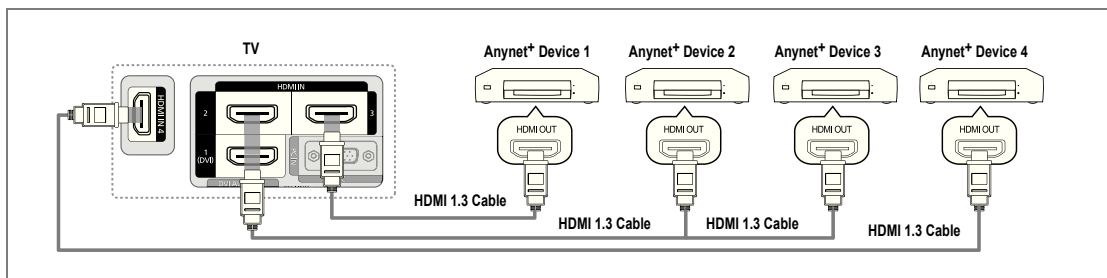 TV
Anynet+ Device 1
Anynet+ Device 2
Anynet+ Device 3
Anynet+ Device 4
HDMI IN 4
HDMI IN
2
3
1
(DVI)
PC IN
HDMI OUT
HDMI OUT
HDMI OUT
HDMI OUT
HDMI 1.3 Cable
HDMI 1.3 Cable
HDMI 1.3 Cable
HDMI 1.3 Cable